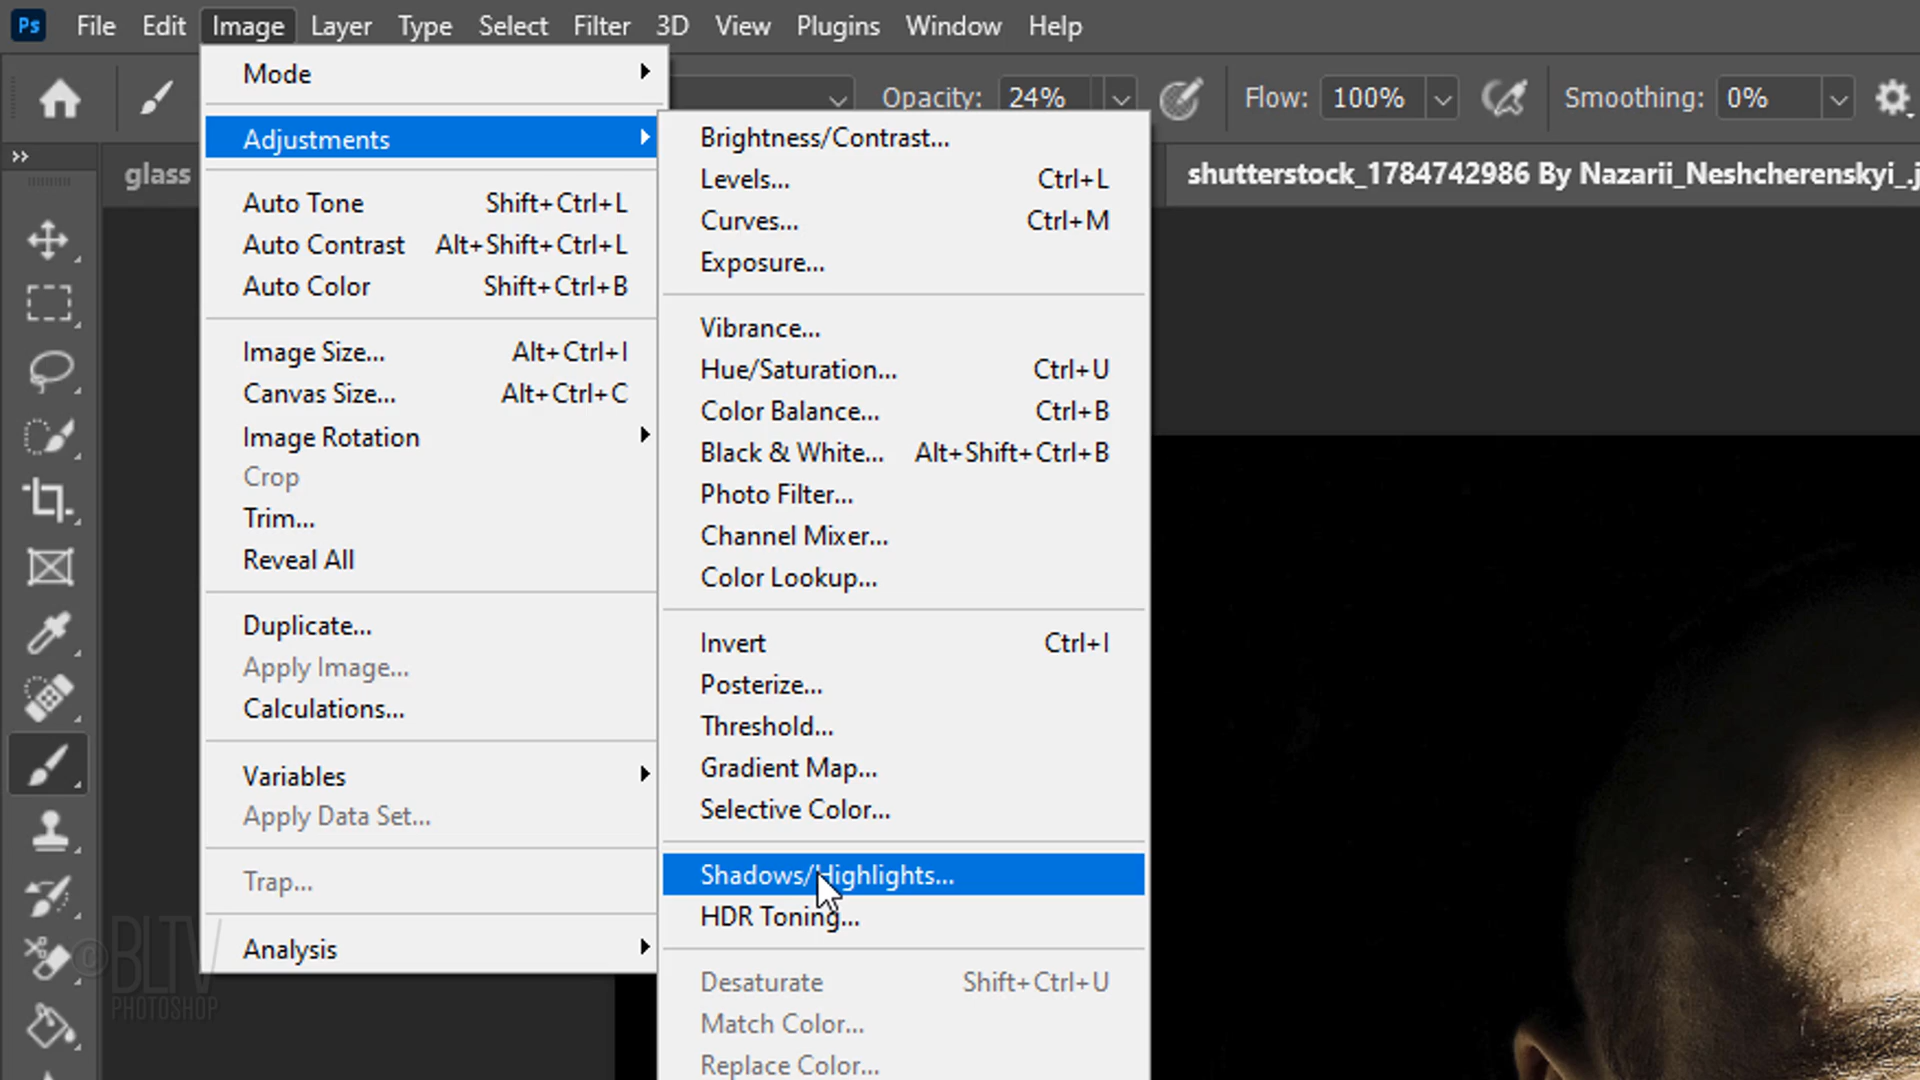 Ps File Edit Image Layer Type Select Filter 3D View Plugins Window Help
Opacity: 24% Flow: 100% Smoothing: 0%
glass
shutterstock_1784742986 By Nazarii_Neshcherenskyi_.j
Mode
Adjustments
Auto Tone Shift+Ctrl+L
Auto Contrast Alt+Shift+Ctrl+L
Auto Color Shift+Ctrl+B
Image Size... Alt+Ctrl+I
Canvas Size... Alt+Ctrl+C
Image Rotation
Crop
Trim...
Reveal All
Duplicate...
Apply Image...
Calculations...
Variables
Apply Data Set...
Trap...
Analysis
Brightness/Contrast...
Levels... Ctrl+L
Curves... Ctrl+M
Exposure...
Vibrance...
Hue/Saturation... Ctrl+U
Color Balance... Ctrl+B
Black & White... Alt+Shift+Ctrl+B
Photo Filter...
Channel Mixer...
Color Lookup...
Invert Ctrl+I
Posterize...
Threshold...
Gradient Map...
Selective Color...
Shadows/Highlights...
HDR Toning...
Desaturate Shift+Ctrl+U
Match Color...
Replace Color...
© BLTV
PHOTOSHOP